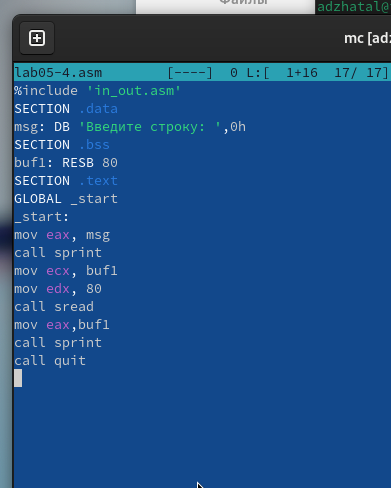 Файлы
adzhatal@
mc [adz
lab05-4.asm [----] 0 L:[ 1+16 17/ 17]
%include 'in_out.asm'
SECTION .data
msg: DB 'Введите строку: ',0h
SECTION .bss
buf1: RESB 80
SECTION .text
GLOBAL _start
_start:
mov eax, msg
call sprint
mov ecx, buf1
mov edx, 80
call sread
mov eax,buf1
call sprint
call quit